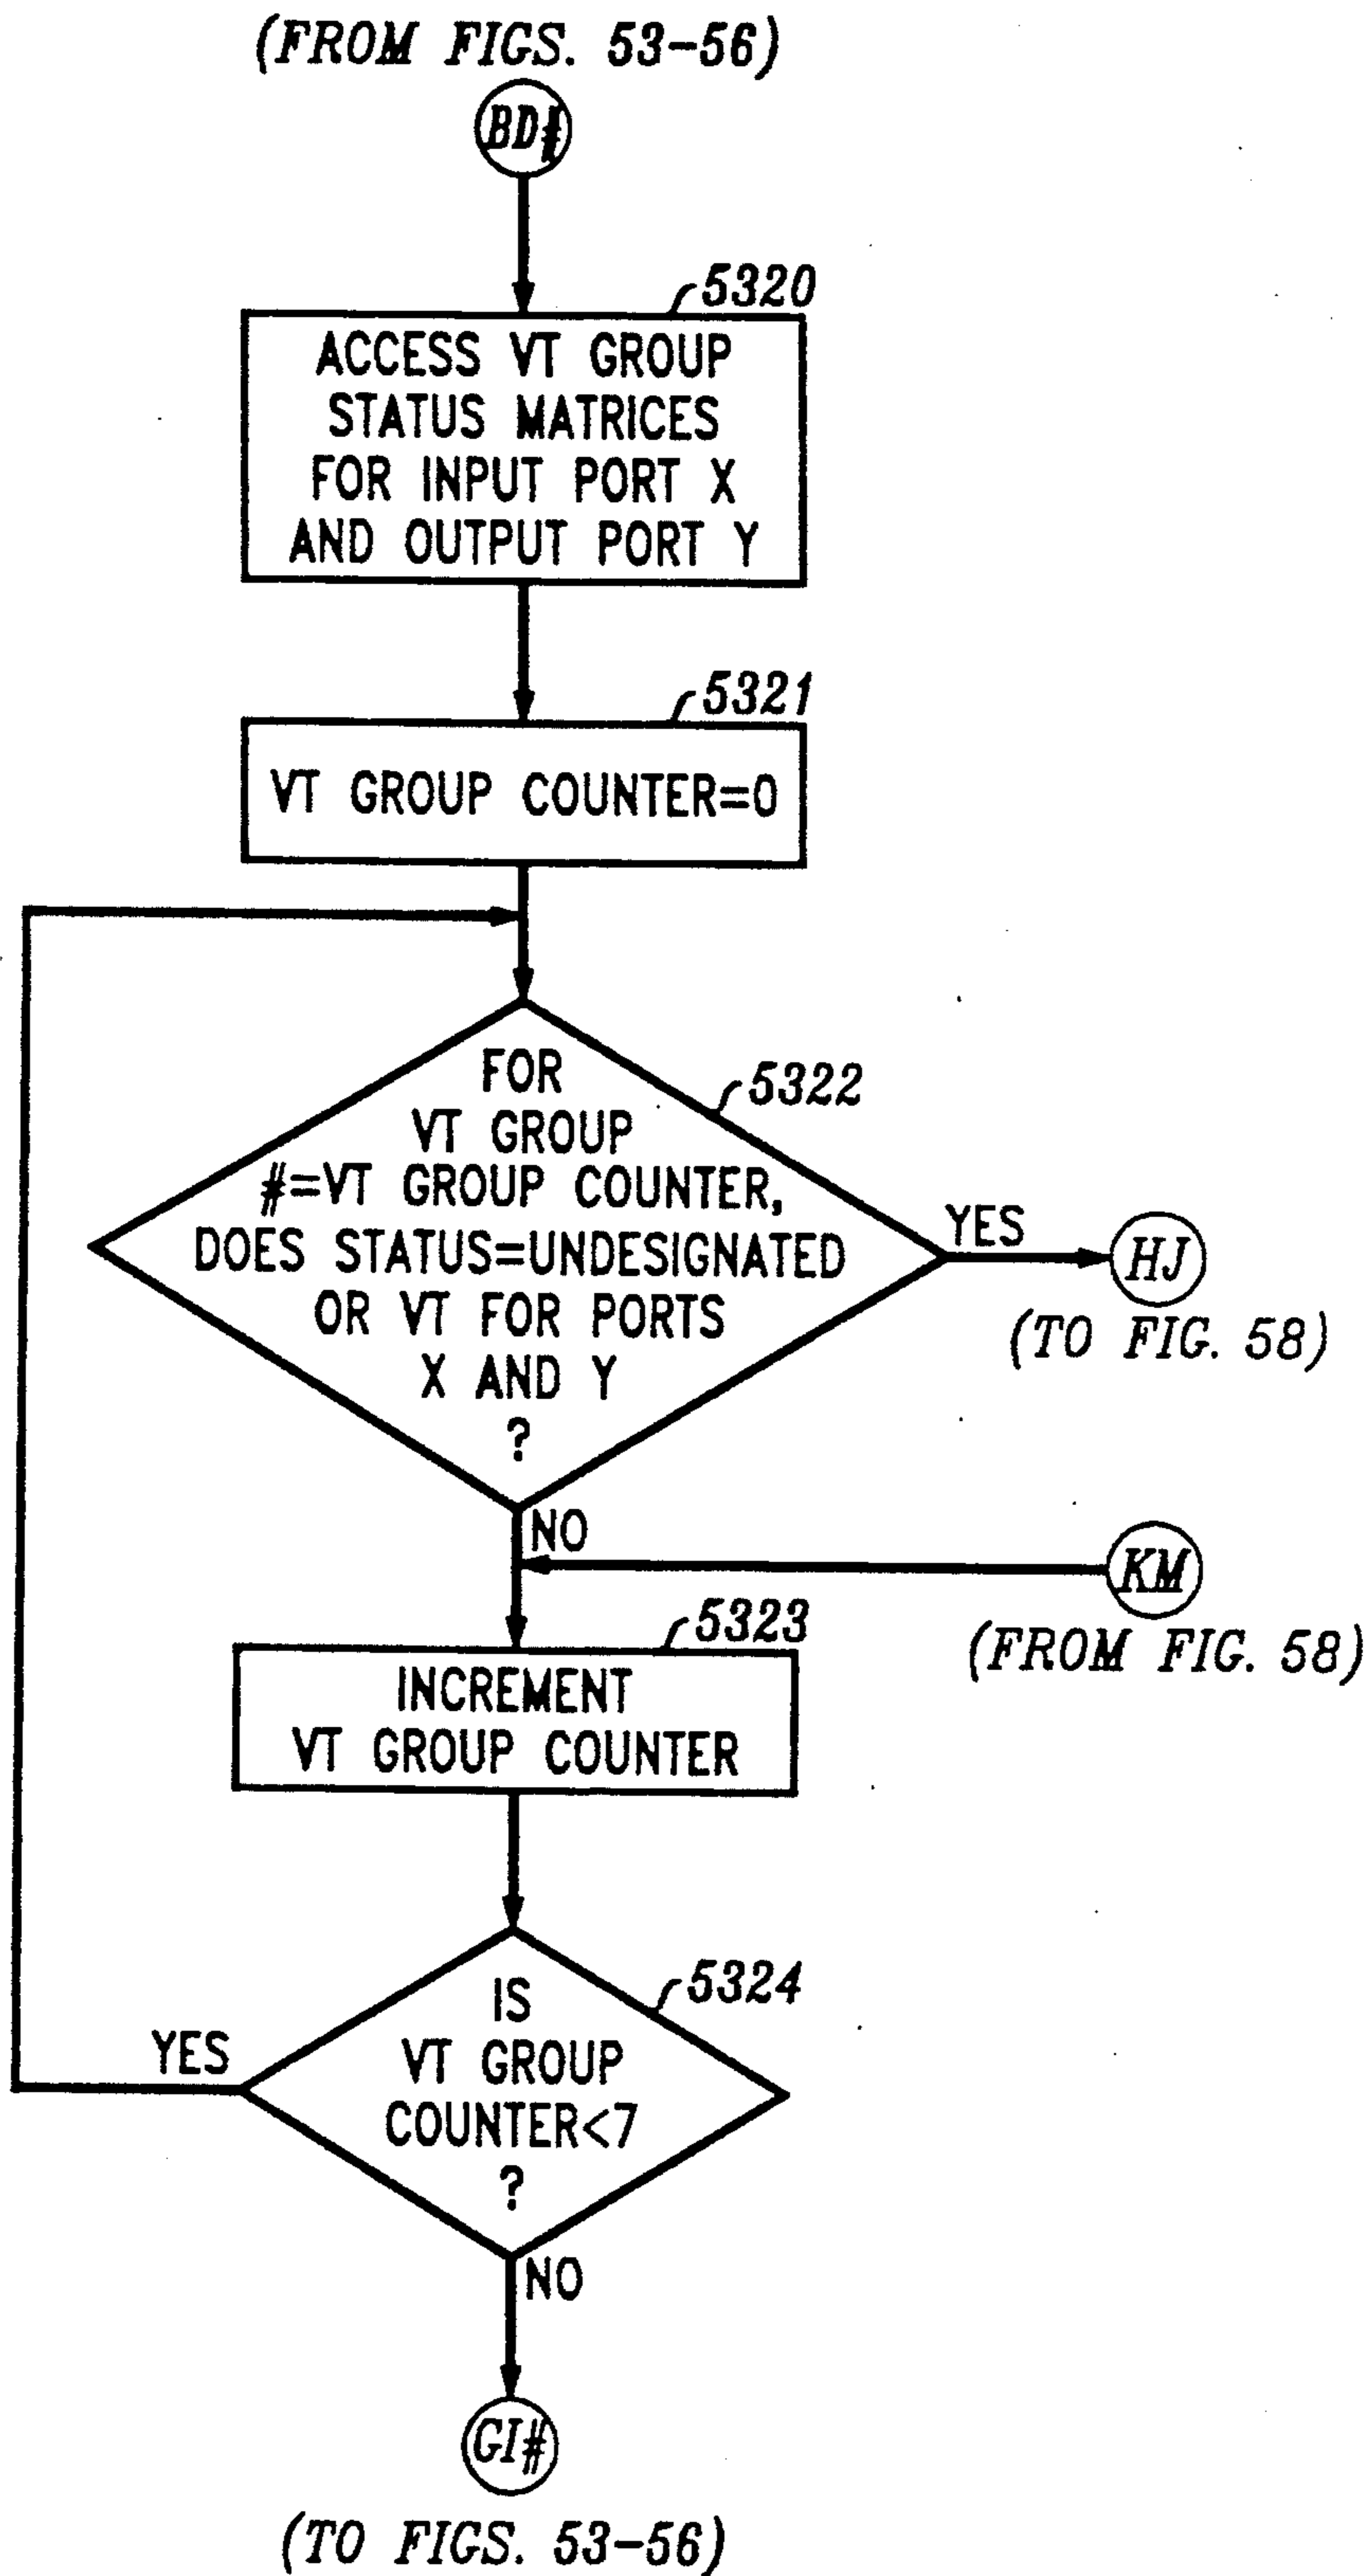 (FROM FIGS. 53-56)
BD#
5320
ACCESS VT GROUP
STATUS MATRICES
FOR INPUT PORT X
AND OUTPUT PORT Y
5321
VT GROUP COUNTER=0
FOR
VT GROUP
#=VT GROUP COUNTER,
DOES STATUS=UNDESIGNATED
OR VT FOR PORTS
X AND Y
?
5322
YES
HJ
(TO FIG. 58)
NO
KM
(FROM FIG. 58)
5323
INCREMENT
VT GROUP COUNTER
5324
IS
VT GROUP
COUNTER<7
?
YES
NO
GI#
(TO FIGS. 53-56)